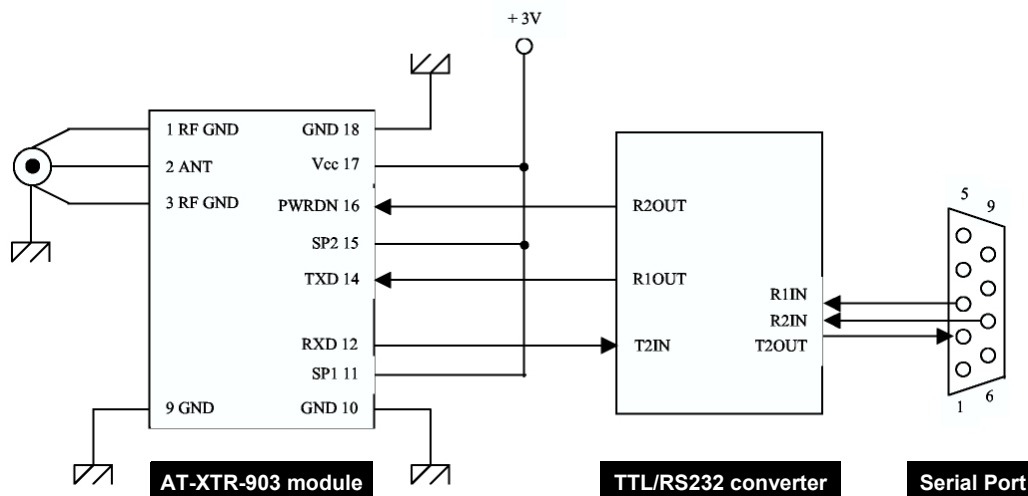 + 3V
1 RF GND
2 ANT
3 RF GND
9 GND
GND 18
Vcc 17
PWRDN 16
SP2 15
TXD 14
RXD 12
SP1 11
GND 10
R2OUT
R1OUT
T2IN
R1IN
R2IN
T2OUT
5
9
1
6
AT-XTR-903 module
TTL/RS232 converter
Serial Port